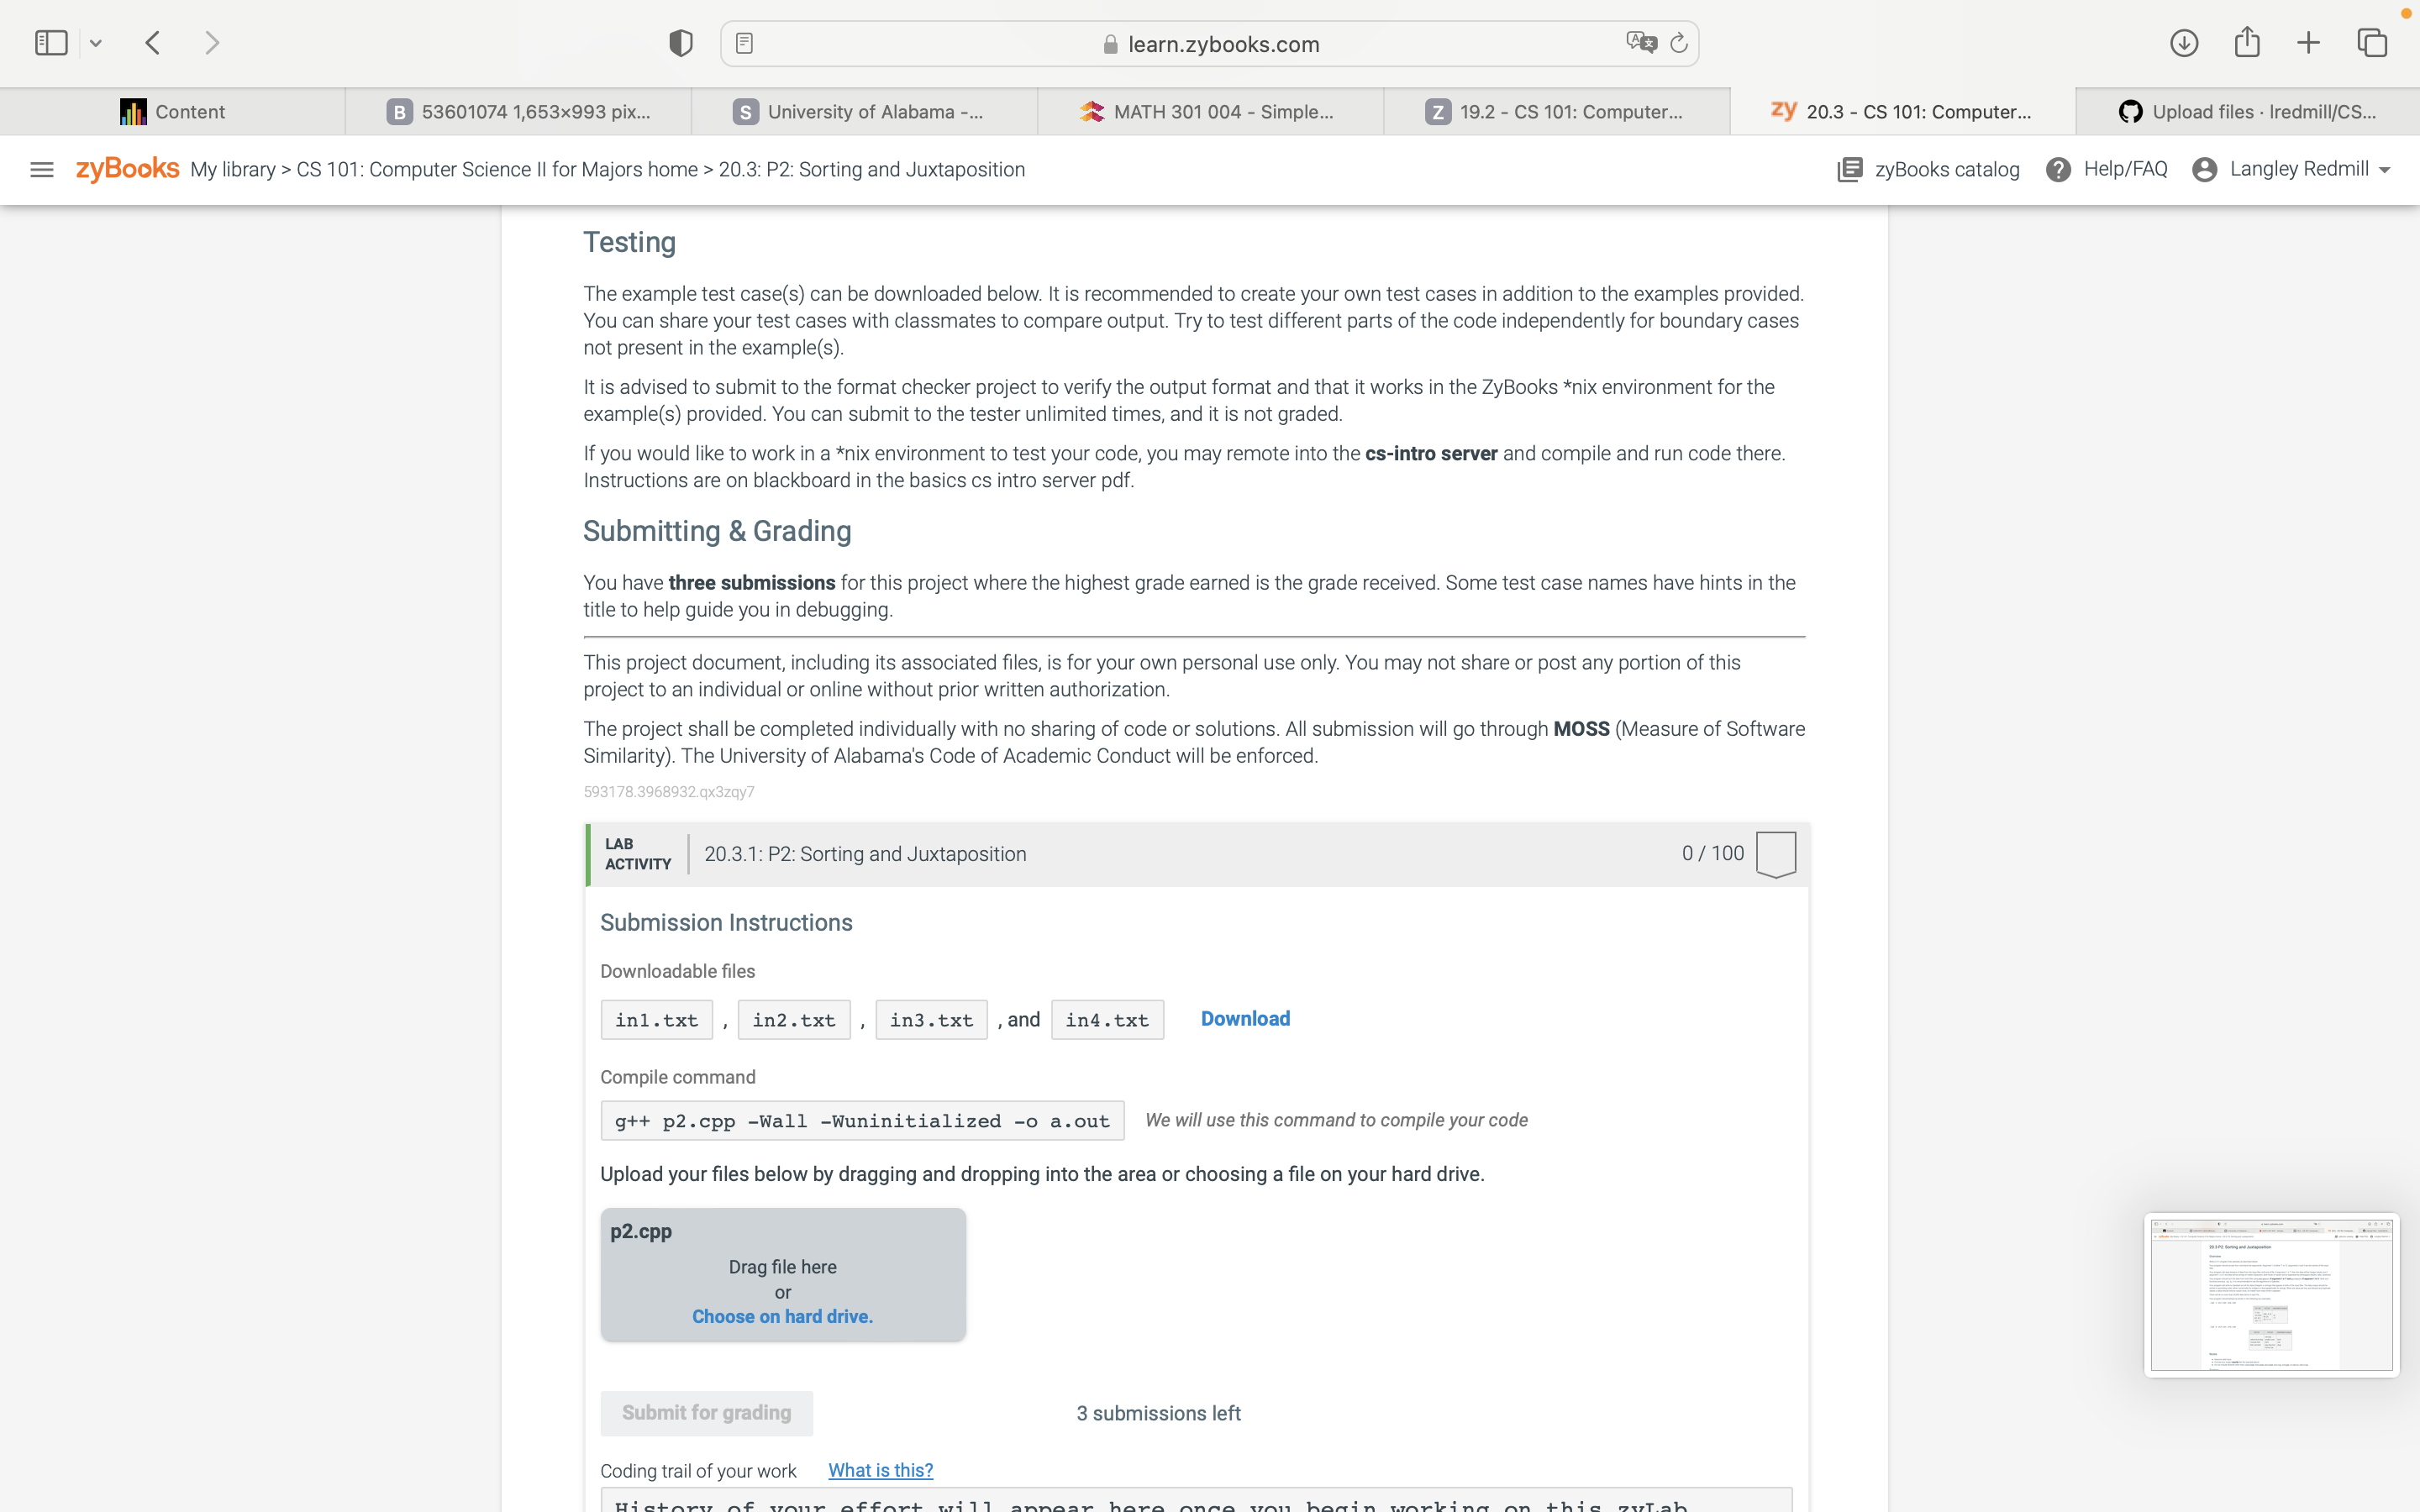 learn.zybooks.com
Content
B 53601074 1,653×993 pix...
S University of Alabama -...
MATH 301 004 - Simple...
Z 19.2 - CS 101: Computer...
zy 20.3 - CS 101: Computer...
Upload files · lredmill/CS...
zyBooks My library > CS 101: Computer Science II for Majors home > 20.3: P2: Sorting and Juxtaposition
zyBooks catalog
? Help/FAQ
Langley Redmill
Testing
The example test case(s) can be downloaded below. It is recommended to create your own test cases in addition to the examples provided.
You can share your test cases with classmates to compare output. Try to test different parts of the code independently for boundary cases
not present in the example(s).
It is advised to submit to the format checker project to verify the output format and that it works in the ZyBooks *nix environment for the
example(s) provided. You can submit to the tester unlimited times, and it is not graded.
If you would like to work in a *nix environment to test your code, you may remote into the cs-intro server and compile and run code there.
Instructions are on blackboard in the basics cs intro server pdf.
Submitting & Grading
You have three submissions for this project where the highest grade earned is the grade received. Some test case names have hints in the
title to help guide you in debugging.
This project document, including its associated files, is for your own personal use only. You may not share or post any portion of this
project to an individual or online without prior written authorization.
The project shall be completed individually with no sharing of code or solutions. All submission will go through MOSS (Measure of Software
Similarity). The University of Alabama's Code of Academic Conduct will be enforced.
593178.3968932.qx3zqy7
LAB
ACTIVITY
20.3.1: P2: Sorting and Juxtaposition
0 / 100
Submission Instructions
Downloadable files
in1.txt , in2.txt , in3.txt , and in4.txt Download
Compile command
g++ p2.cpp -Wall -Wuninitialized -o a.out We will use this command to compile your code
Upload your files below by dragging and dropping into the area or choosing a file on your hard drive.
p2.cpp
Drag file here
or
Choose on hard drive.
Submit for grading
3 submissions left
Coding trail of your work What is this?
History of your effort will appear here once you begin working on this zyLab